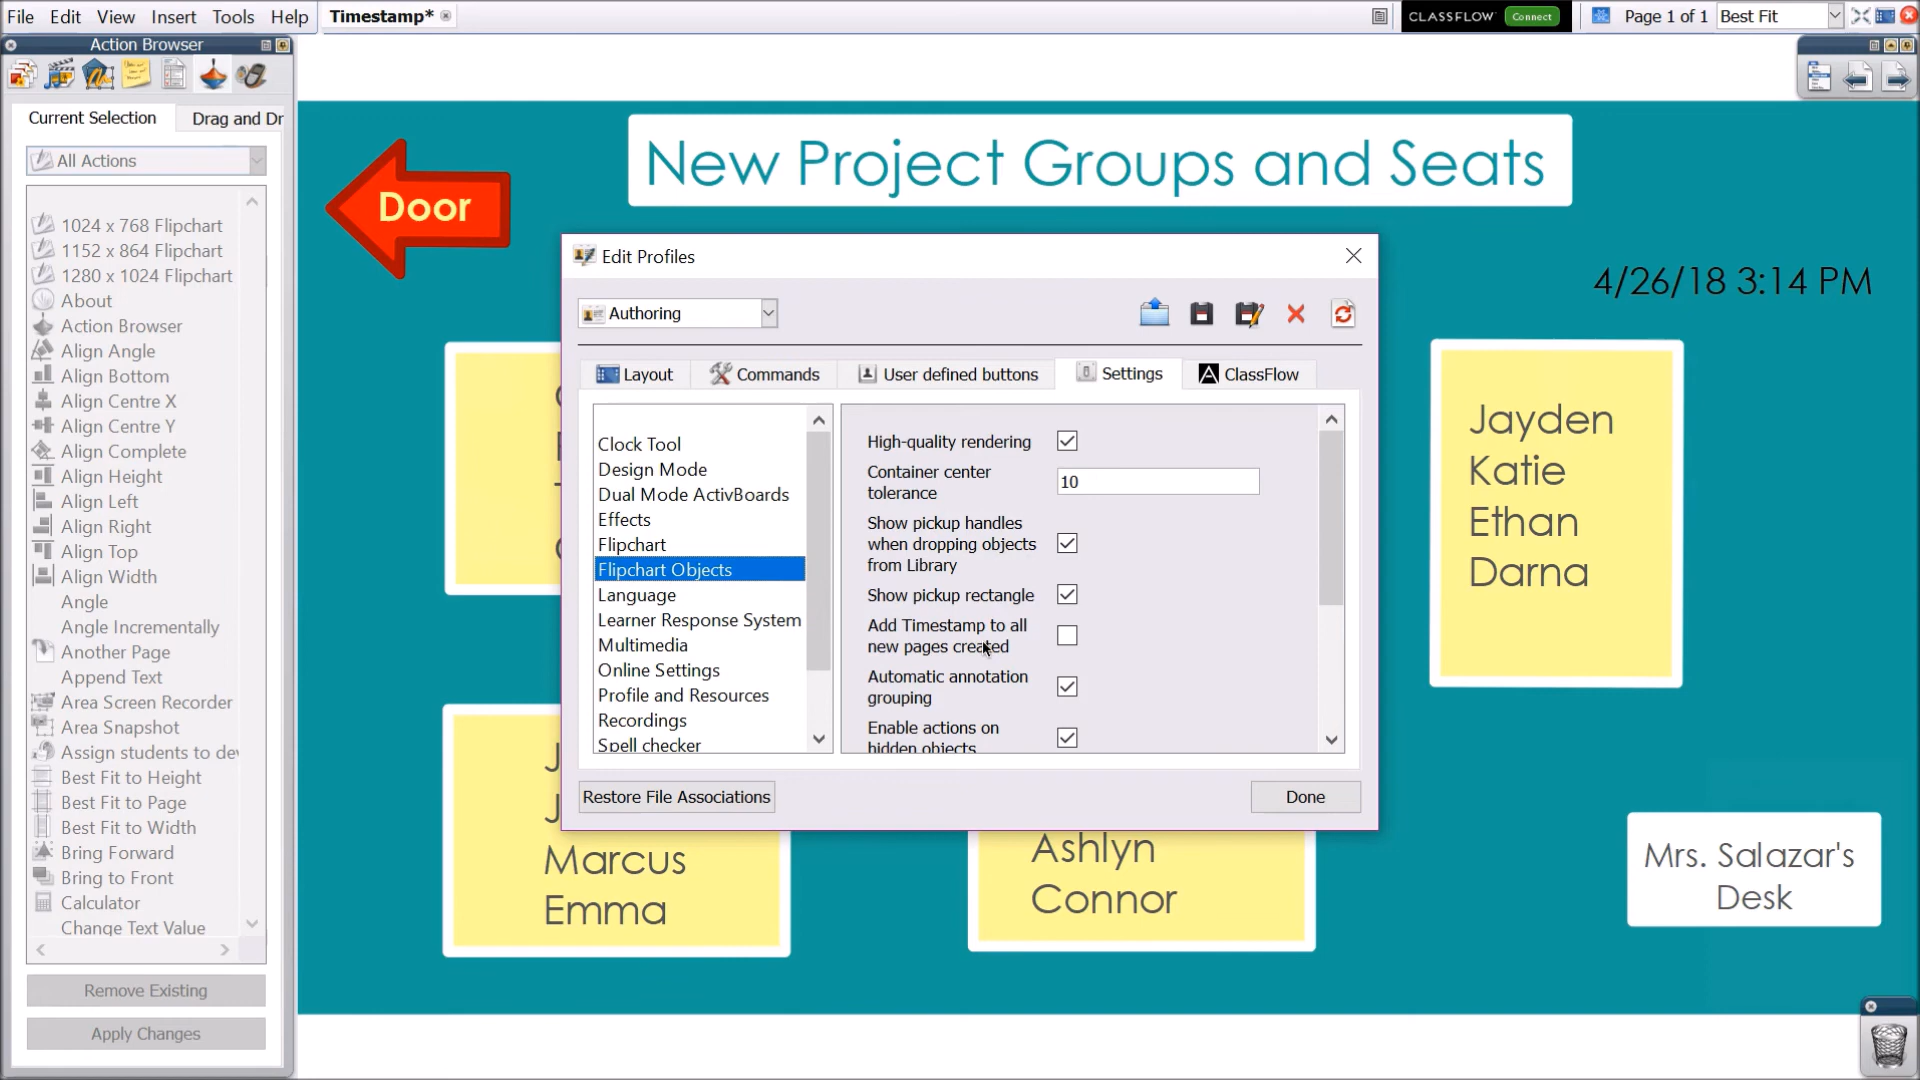 File Edit View Insert Tools Help
Timestamp*
CLASSFLOW Connect
Page 1 of 1
Best Fit
Action Browser
Current Selection
Drag and Dr
All Actions
1024 x 768 Flipchart
1152 x 864 Flipchart
1280 x 1024 Flipchart
About
Action Browser
Align Angle
Align Bottom
Align Centre X
Align Centre Y
Align Complete
Align Height
Align Left
Align Right
Align Top
Align Width
Angle
Angle Incrementally
Another Page
Append Text
Area Screen Recorder
Area Snapshot
Assign students to dev
Best Fit to Height
Best Fit to Page
Best Fit to Width
Bring Forward
Bring to Front
Calculator
Change Text Value
Remove Existing
Apply Changes
Door
New Project Groups and Seats
4/26/18 3:14 PM
Edit Profiles
Authoring
Layout
Commands
User defined buttons
Settings
ClassFlow
Clock Tool
Design Mode
Dual Mode ActivBoards
Effects
Flipchart
Flipchart Objects
Language
Learner Response System
Multimedia
Online Settings
Profile and Resources
Recordings
Spell checker
High-quality rendering
Container center
tolerance
10
Show pickup handles
when dropping objects
from Library
Show pickup rectangle
Add Timestamp to all
new pages created
Automatic annotation
grouping
Enable actions on
hidden objects
Restore File Associations
Done
Jayden
Katie
Ethan
Darna
Marcus
Emma
Ashlyn
Connor
Mrs. Salazar's
Desk